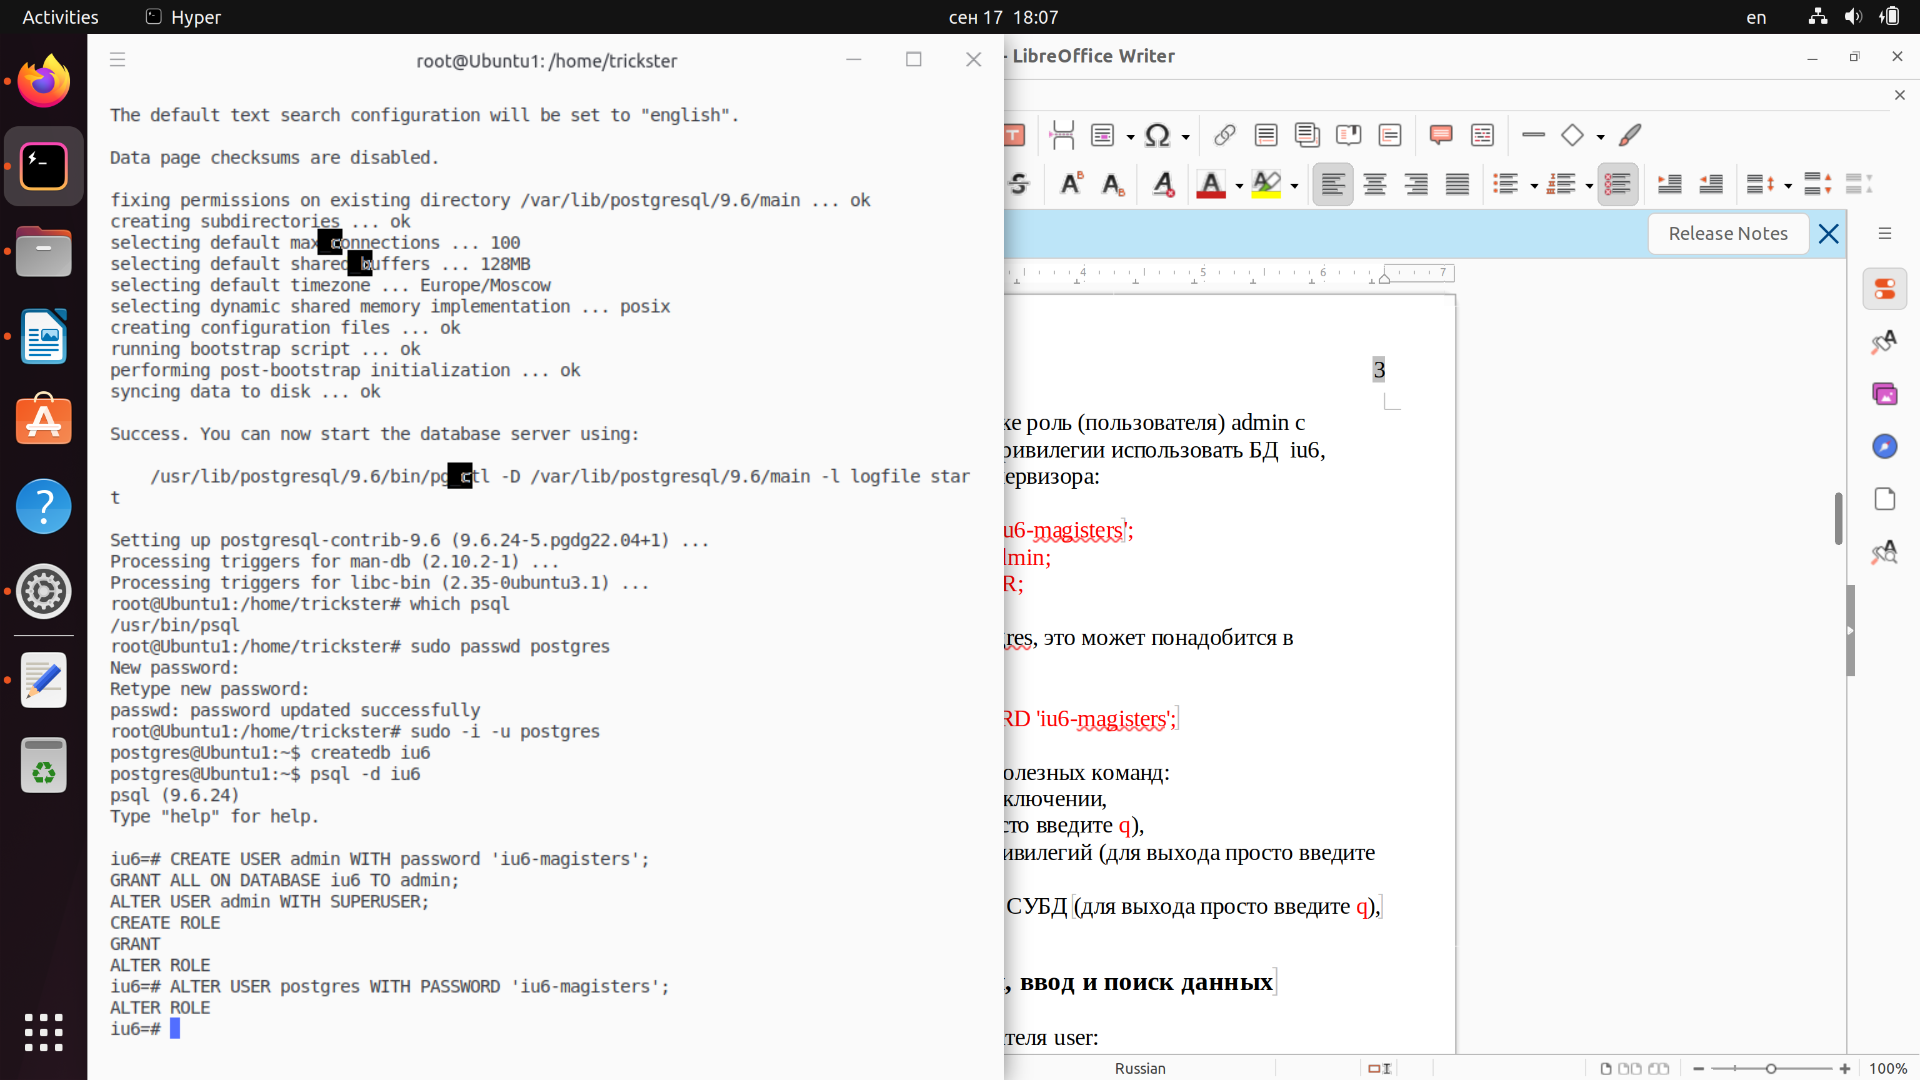 Activities
Hyper
сен 17 18:07
en
root@Ubuntu1: /home/trickster
The default text search configuration will be set to "english".
Data page checksums are disabled.
fixing permissions on existing directory /var/lib/postgresql/9.6/main ... ok
creating subdirectories ... ok
selecting default max_connections ... 100
selecting default shared_buffers ... 128MB
selecting default timezone ... Europe/Moscow
selecting dynamic shared memory implementation ... posix
creating configuration files ... ok
running bootstrap script ... ok
performing post-bootstrap initialization ... ok
syncing data to disk ... ok
Success. You can now start the database server using:
/usr/lib/postgresql/9.6/bin/pg_ctl -D /var/lib/postgresql/9.6/main -l logfile star
t
Setting up postgresql-contrib-9.6 (9.6.24-5.pgdg22.04+1) ...
Processing triggers for man-db (2.10.2-1) ...
Processing triggers for libc-bin (2.35-0ubuntu3.1) ...
root@Ubuntu1:/home/trickster# which psql
/usr/bin/psql
root@Ubuntu1:/home/trickster# sudo passwd postgres
New password:
Retype new password:
passwd: password updated successfully
root@Ubuntu1:/home/trickster# sudo -i -u postgres
postgres@Ubuntu1:~$ createdb iu6
postgres@Ubuntu1:~$ psql -d iu6
psql (9.6.24)
Type "help" for help.
iu6=# CREATE USER admin WITH password 'iu6-magisters';
GRANT ALL ON DATABASE iu6 TO admin;
ALTER USER admin WITH SUPERUSER;
CREATE ROLE
GRANT
ALTER ROLE
iu6=# ALTER USER postgres WITH PASSWORD 'iu6-magisters';
ALTER ROLE
iu6=#
- LibreOffice Writer
Release Notes
4 5 6 7
3
ке роль (пользователя) admin с
ривилегии использовать БД iu6,
ервизора:
u6-magisters';
lmin;
R;
res, это может понадобится в
RD 'iu6-magisters';
олезных команд:
ключении,
сто введите q),
ивилегий (для выхода просто введите
СУБД (для выхода просто введите q),
, ввод и поиск данных
теля user:
Russian
100%